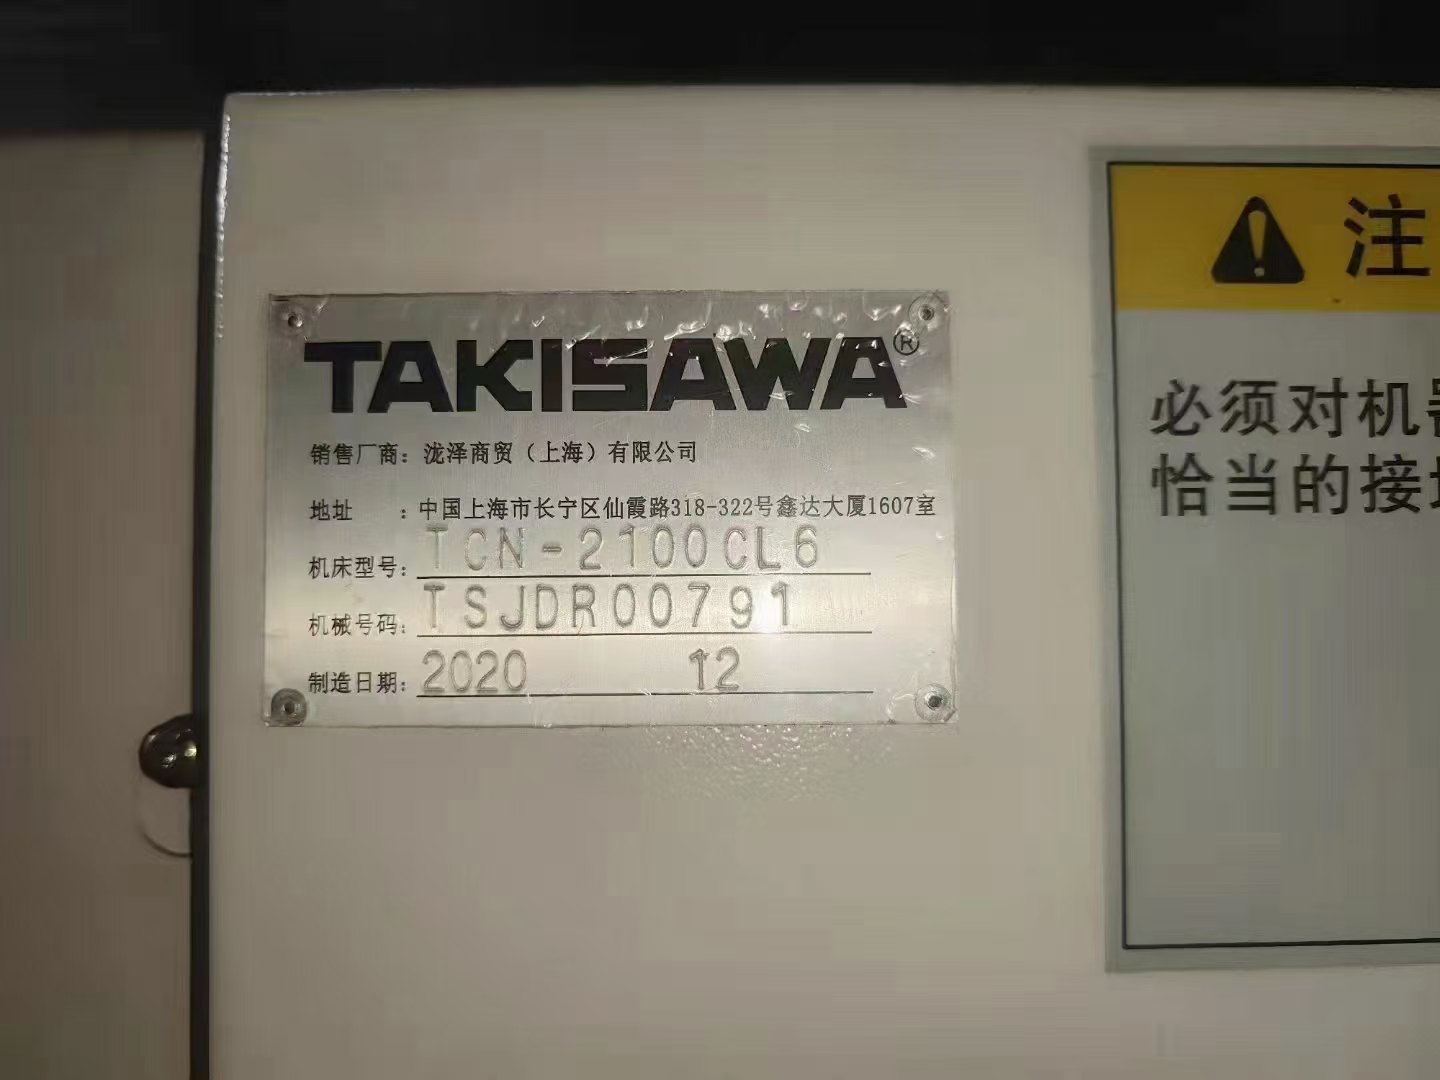 TAKISAWA®
销售厂商：泷泽商贸（上海）有限公司
地址 ：中国上海市长宁区仙霞路318-322号鑫达大厦1607室
机床型号：TCN-2100CL6
机械号码：TSJDR00791
制造日期：2020 12
注
必须对机器
恰当的接